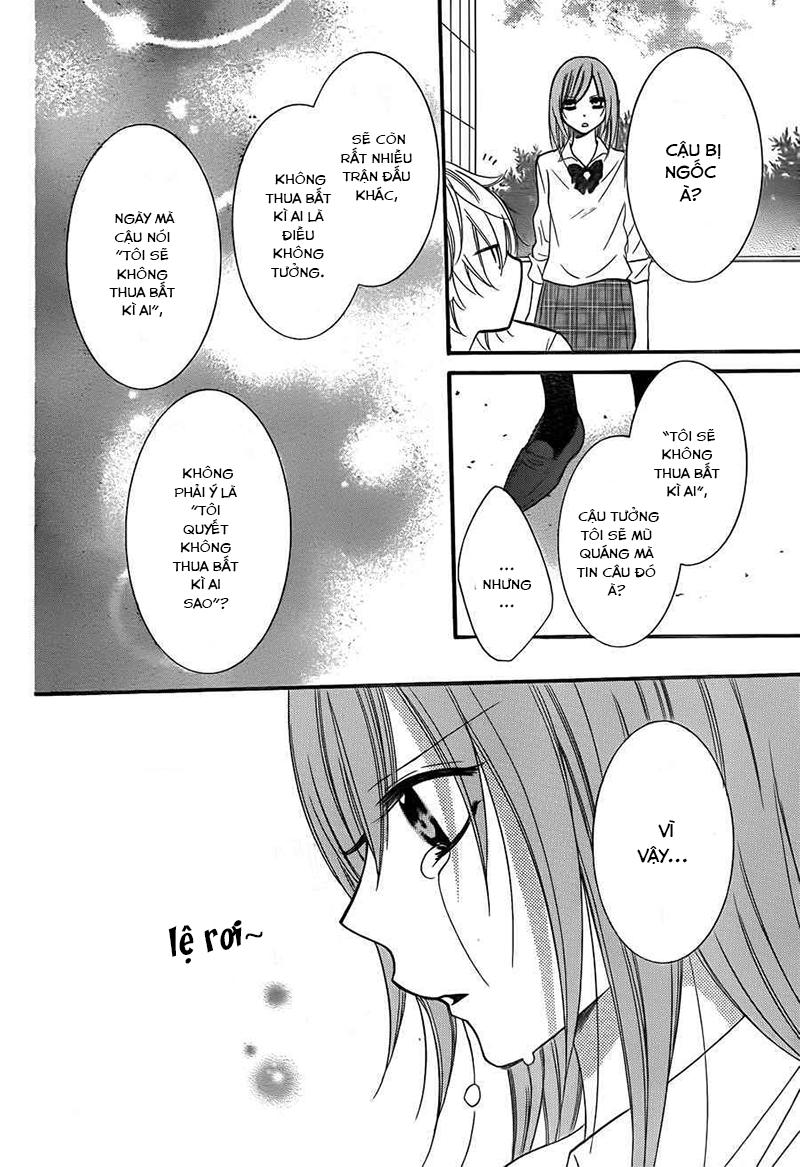 CẬU BỊ
NGỐC
À?
"TÔI SẼ
KHÔNG
THUA BẤT
KÌ AI",
CẬU TƯỞNG
TÔI SẼ MÙ
QUÁNG MÀ
TIN CÂU ĐÓ
À?
...
NHƯNG
...
SẼ CÒN
RẤT NHIỀU
TRẬN ĐẤU
KHÁC,
KHÔNG
THUA BẤT
KÌ AI LÀ
ĐIỀU
KHÔNG
TƯỞNG.
NGÀY MÀ
CẬU NÓI
"TÔI SẼ
KHÔNG
THUA BẤT
KÌ AI",
KHÔNG
PHẢI Ý LÀ
"TÔI
QUYẾT
KHÔNG
THUA BẤT
KÌ AI
SAO"?
VÌ
VẬY...
lệ rơi~